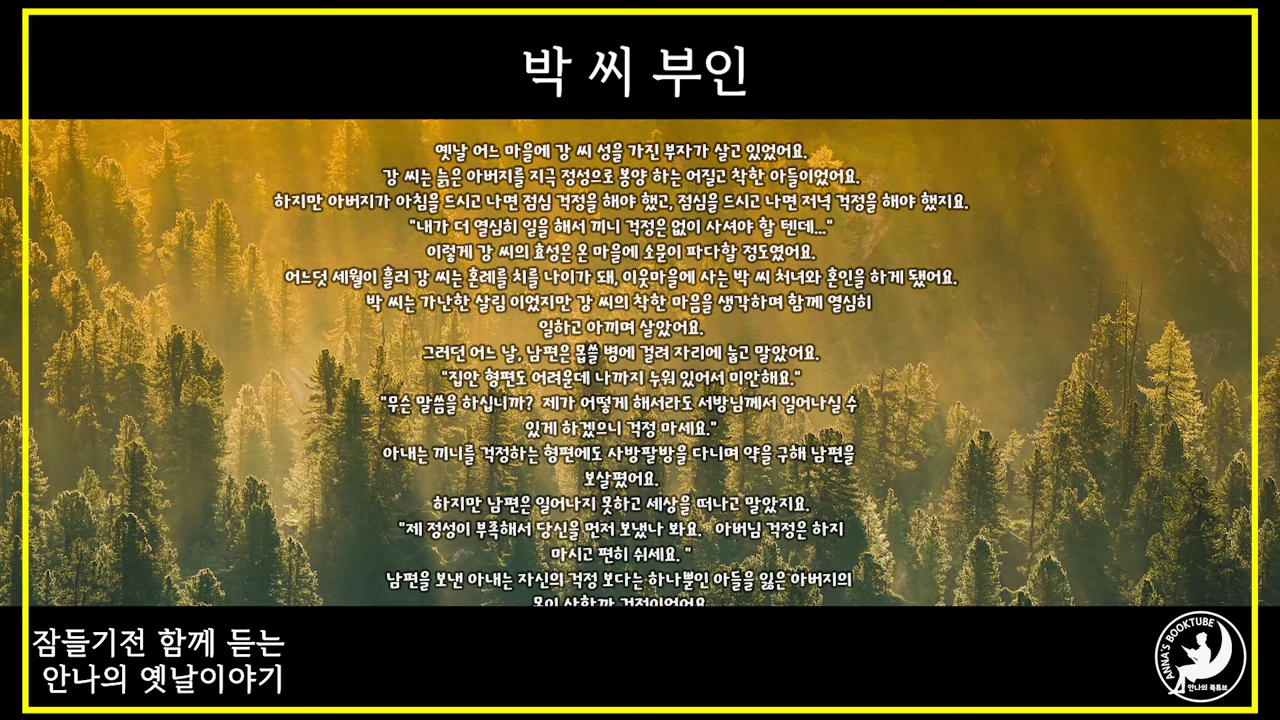 박 씨 부인
옛날 어느 마을에 강 씨 성을 가진 부자가 살고 있었어요.
강 씨는 늙은 아버지를 지극 정성으로 봉양 하는 어질고 착한 아들이었어요.
하지만 아버지가 아침을 드시고 나면 점심 걱정을 해야 했고, 점심을 드시고 나면 저녁 걱정을 해야 했지요.
"내가 더 열심히 일을 해서 끼니 걱정은 없이 사셔야 할 텐데..."
이렇게 강 씨의 효성은 온 마을에 소문이 파다할 정도였어요.
어느덧 세월이 흘러 강 씨는 혼례를 치를 나이가 돼, 이웃마을에 사는 박 씨 처녀와 혼인을 하게 됐어요.
박 씨는 가난한 살림 이었지만 강 씨의 착한 마음을 생각하며 함께 열심히
일하고 아끼며 살았어요.
그러던 어느 날, 남편은 몹쓸 병에 걸려 자리에 눕고 말았어요.
"집안 형편도 어려운데 나까지 누워 있어서 미안해요."
"무슨 말씀을 하십니까?  제가 어떻게 해서라도 서방님께서 일어나실 수
있게 하겠으니 걱정 마세요."
아내는 끼니를 걱정하는 형편에도 사방팔방을 다니며 약을 구해 남편을
보살폈어요.
하지만 남편은 일어나지 못하고 세상을 떠나고 말았지요.
"제 정성이 부족해서 당신을 먼저 보냈나 봐요.   아버님 걱정은 하지
마시고 편히 쉬세요. "
남편을 보낸 아내는 자신의 걱정 보다는 하나뿐인 아들을 잃은 아버지의
몸이 상할까 걱정이었어요
잠들기전 함께 듣는
안나의 옛날이야기
ANNA'S BOOKTUBE
안나의 북튜브